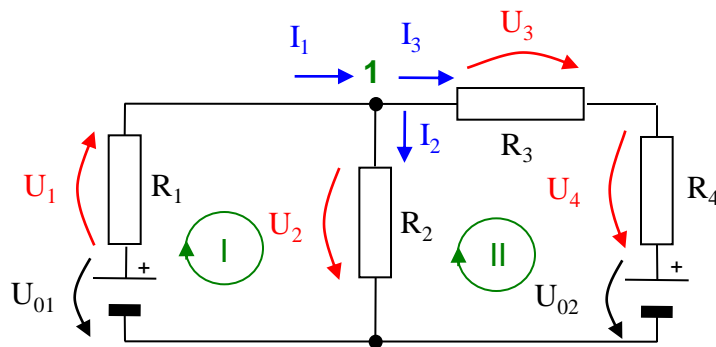 I₁ I₃ U₃
1
I₂ R₃
U₁ R₁ U₂ R₂ U₄ R₄
I II
+ +
U₀₁ U₀₂